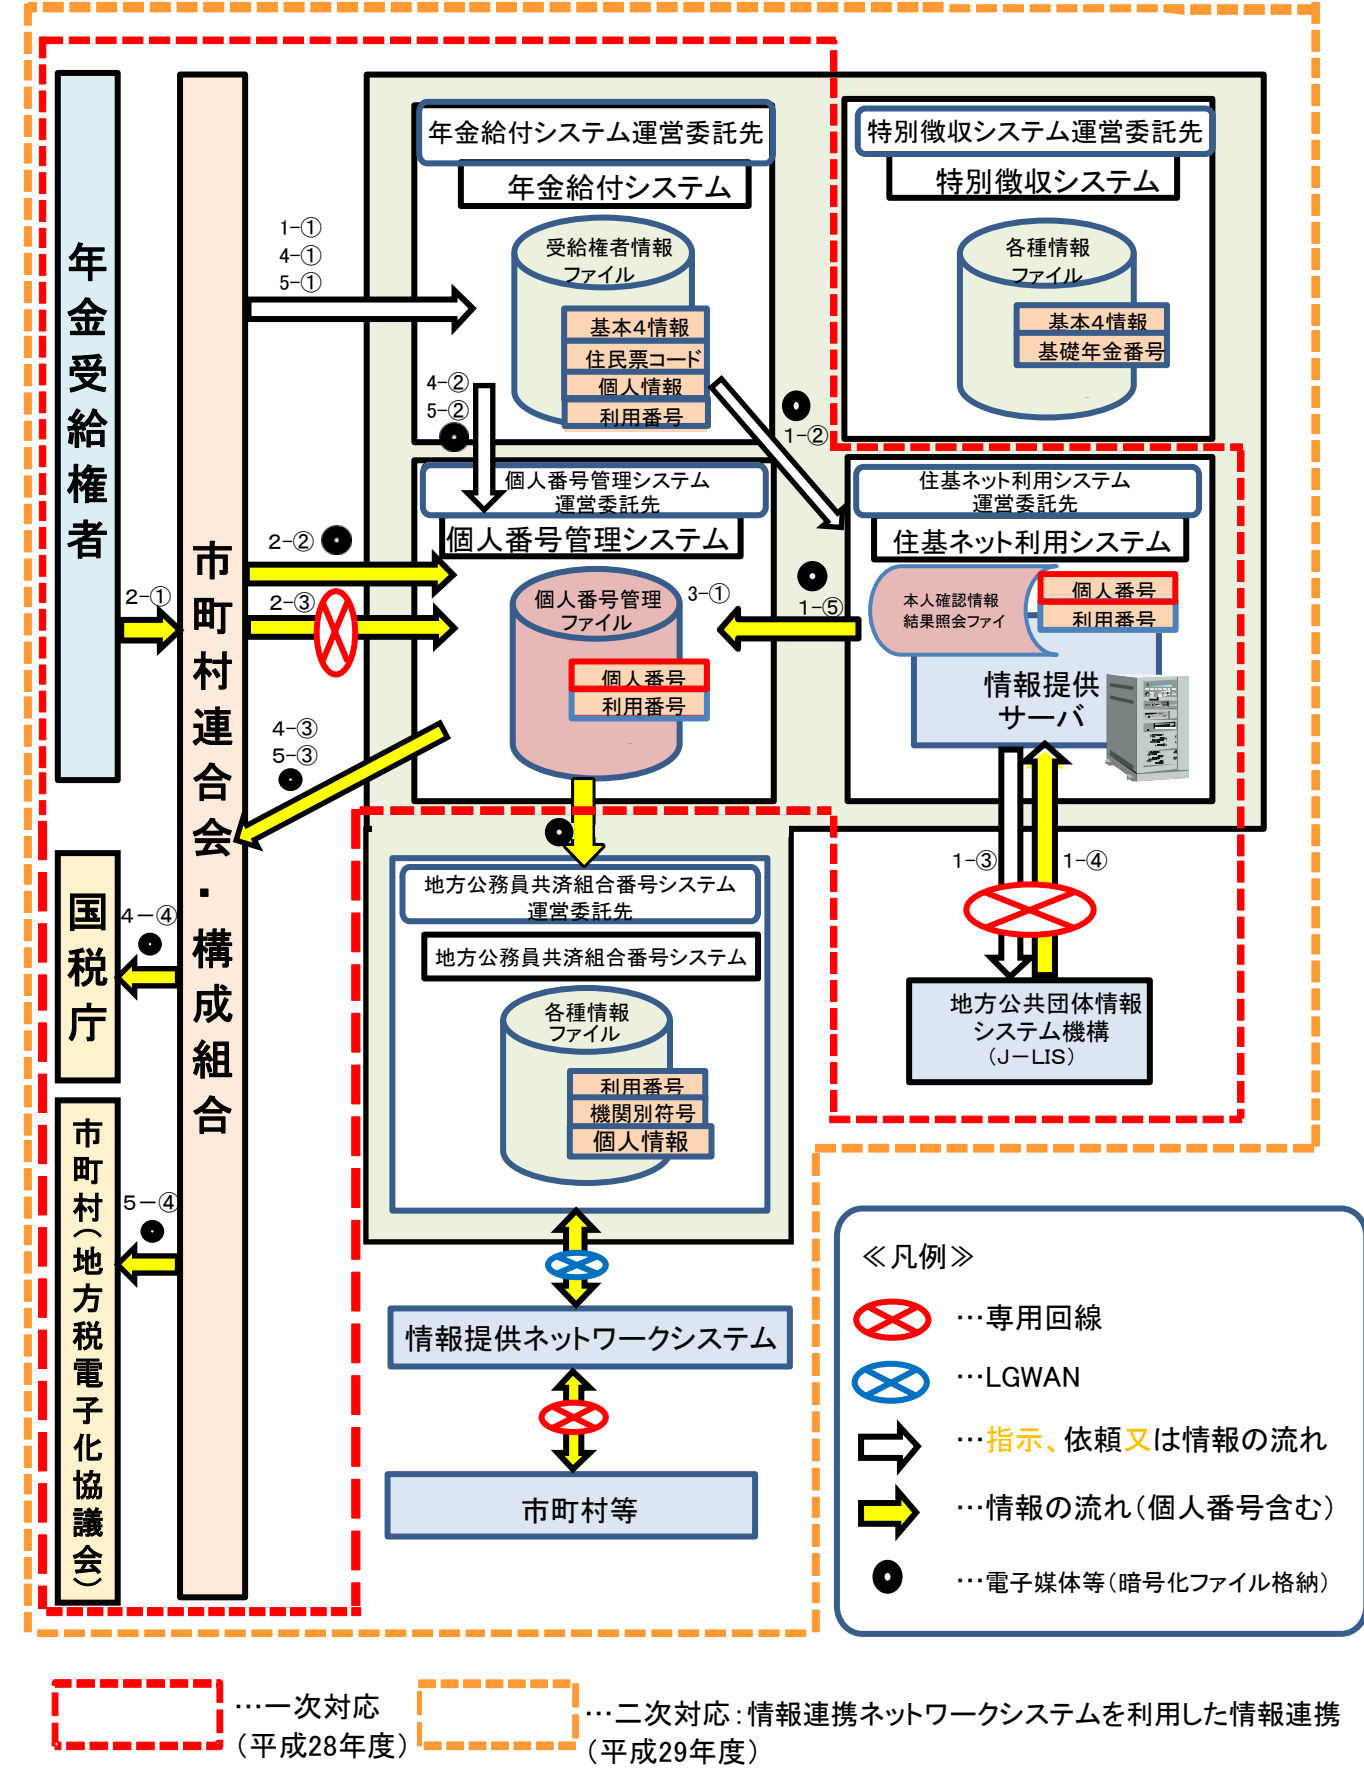 年金給付システム運営委託先
年金給付システム
特別徴収システム運営委託先
特別徴収システム
年金受給権者
1-①
4-①
5-①
受給権者情報
ファイル
基本4情報
住民票コード
個人情報
利用番号
各種情報
ファイル
基本4情報
基礎年金番号
4-②
5-②
1-②
市町村連合会・構成組合
個人番号管理システム
運営委託先
個人番号管理システム
住基ネット利用システム
運営委託先
住基ネット利用システム
2-②
2-①
2-③
個人番号管理
ファイル
個人番号
利用番号
3-①
1-⑤
本人確認情報
結果照会ファイ
個人番号
利用番号
情報提供
サーバ
4-③
5-③
1-③
1-④
国税庁
4-④
地方公務員共済組合番号システム
運営委託先
地方公務員共済組合番号システム
各種情報
ファイル
利用番号
機関別符号
個人情報
地方公共団体情報
システム機構
(J-LIS)
市町村(地方税電子化協議会)
5-④
情報提供ネットワークシステム
市町村等
≪凡例≫
…専用回線
…LGWAN
…指示、依頼又は情報の流れ
…情報の流れ(個人番号含む)
…電子媒体等(暗号化ファイル格納)
…一次対応
(平成28年度)
…二次対応:情報連携ネットワークシステムを利用した情報連携
(平成29年度)